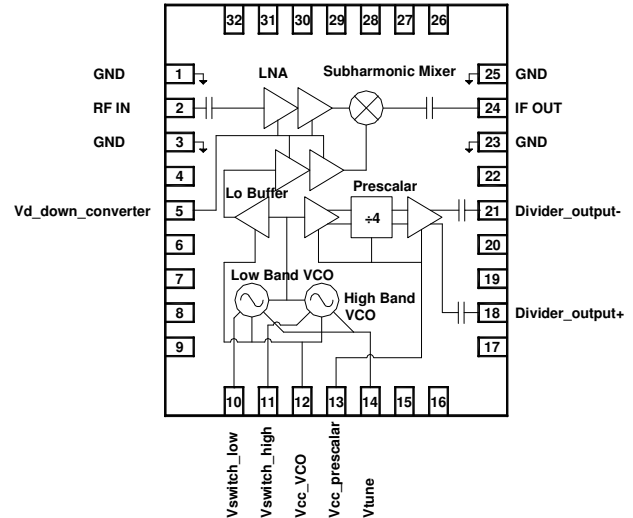 32 31 30 29 28 27 26
GND 1 LNA Subharmonic Mixer 25 GND
RF IN 2 24 IF OUT
GND 3 23 GND
4 22
Lo Buffer Prescalar
Vd_down_converter 5 ÷4 21 Divider_output-
6 20
Low Band VCO
7 19
High Band
VCO
8 18 Divider_output+
9 17
10 11 12 13 14 15 16
Vswitch_low
Vswitch_high
Vcc_VCO
Vcc_prescalar
Vtune